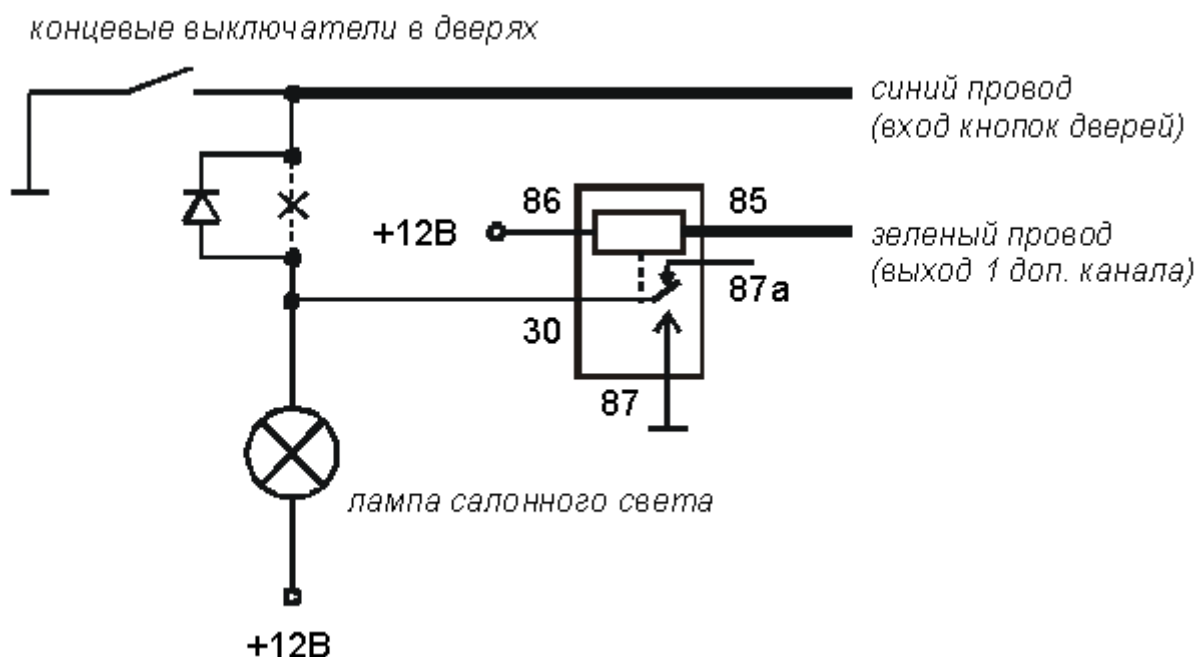 концевые выключатели в дверях
синий провод
(вход кнопок дверей)
86
85
+12В
зеленый провод
(выход 1 доп. канала)
87а
30
87
лампа салонного света
+12В